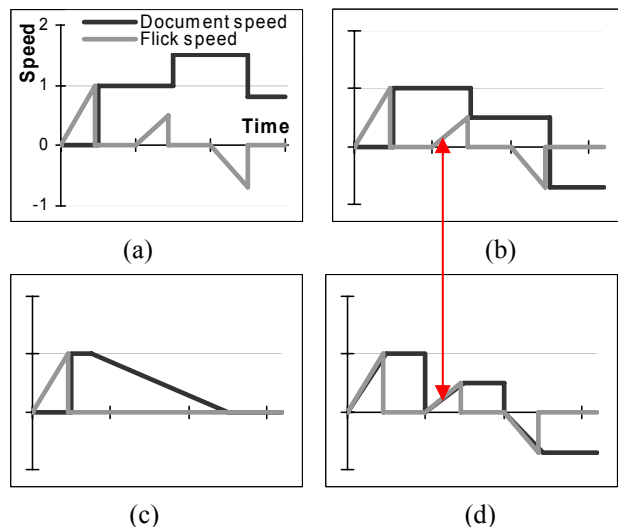 2
Document speed
Flick speed
Speed
1
Time
0
-1
(a)
(b)
(c)
(d)